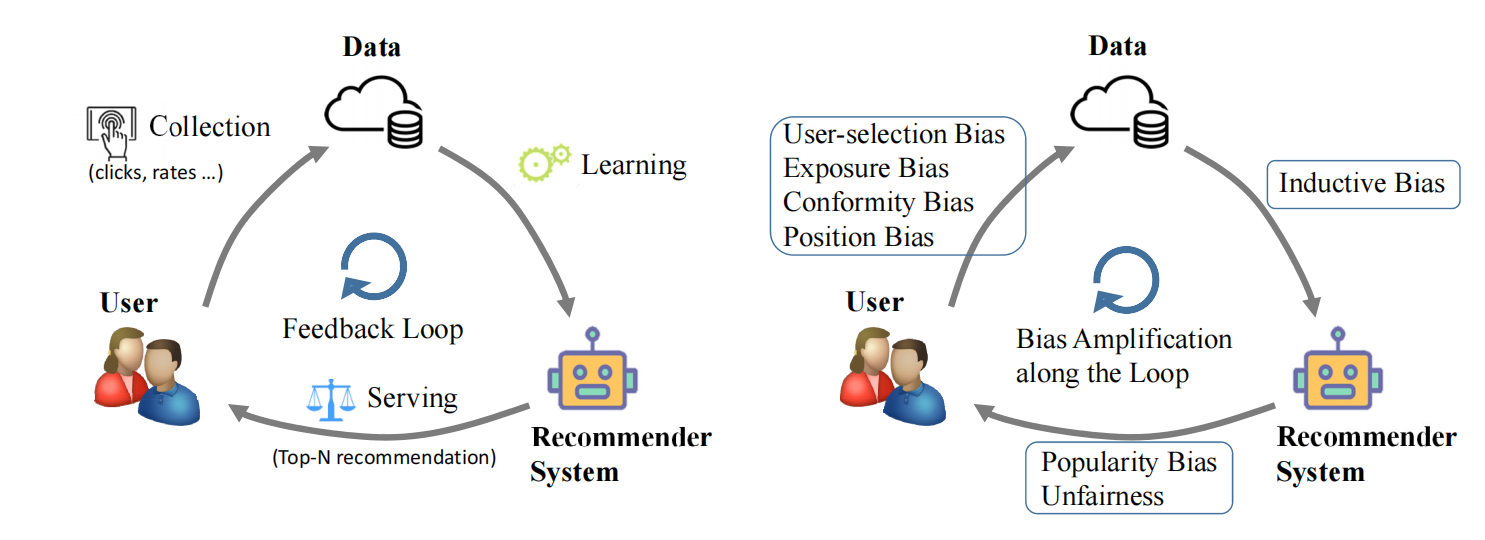 Data
Collection
(clicks, rates ...)
Learning
User
Feedback Loop
Serving
(Top-N recommendation)
Recommender
System
Data
User-selection Bias
Exposure Bias
Conformity Bias
Position Bias
Inductive Bias
User
Bias Amplification
along the Loop
Recommender
System
Popularity Bias
Unfairness